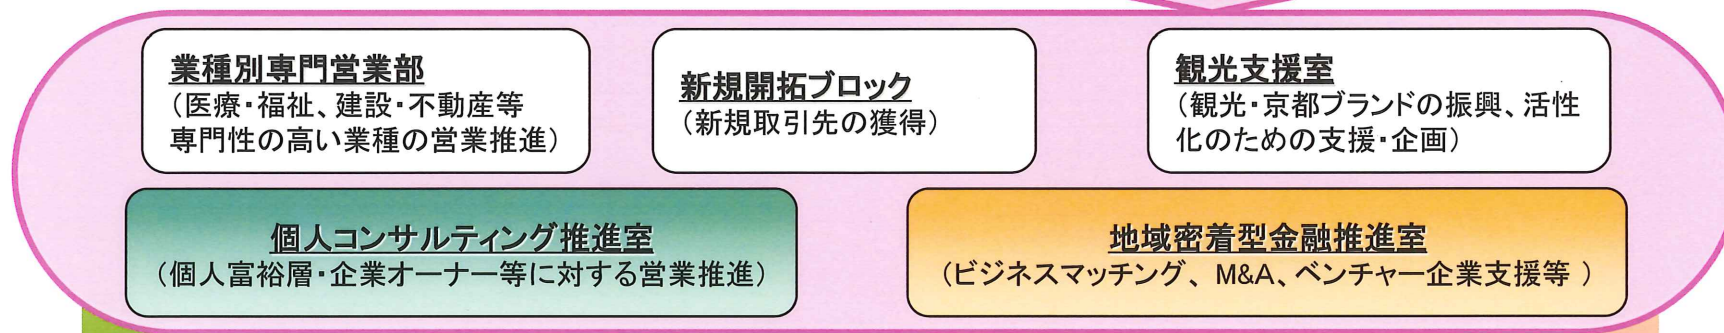 業種別専門営業部
（医療・福祉、建設・不動産等
専門性の高い業種の営業推進）
新規開拓ブロック
（新規取引先の獲得）
観光支援室
（観光・京都ブランドの振興、活性
化のための支援・企画）
個人コンサルティング推進室
（個人富裕層・企業オーナー等に対する営業推進）
地域密着型金融推進室
（ビジネスマッチング、M&A、ベンチャー企業支援等 ）